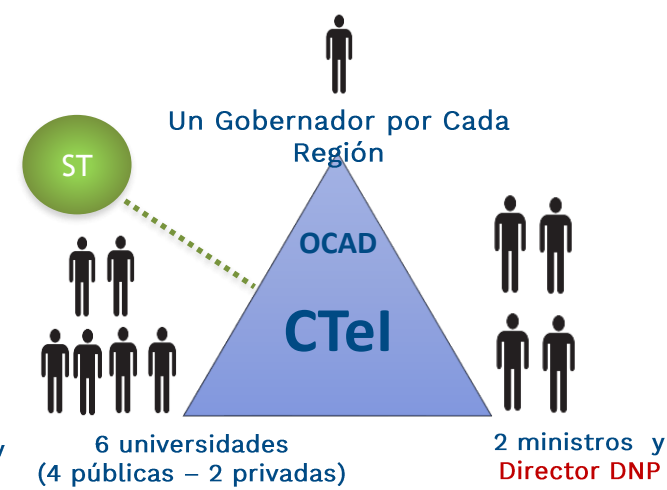 Un Gobernador por Cada
Región
ST
OCAD
CTeI
y
6 universidades
(4 públicas – 2 privadas)
2 ministros y
Director DNP